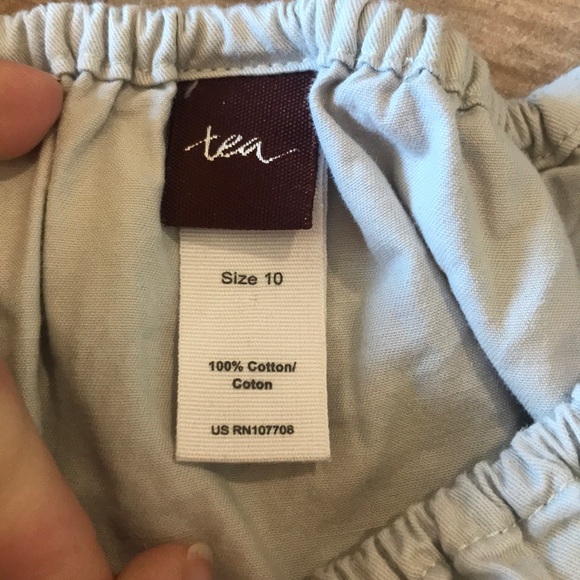 tea
Size 10
100% Cotton/
Coton
US RN107708